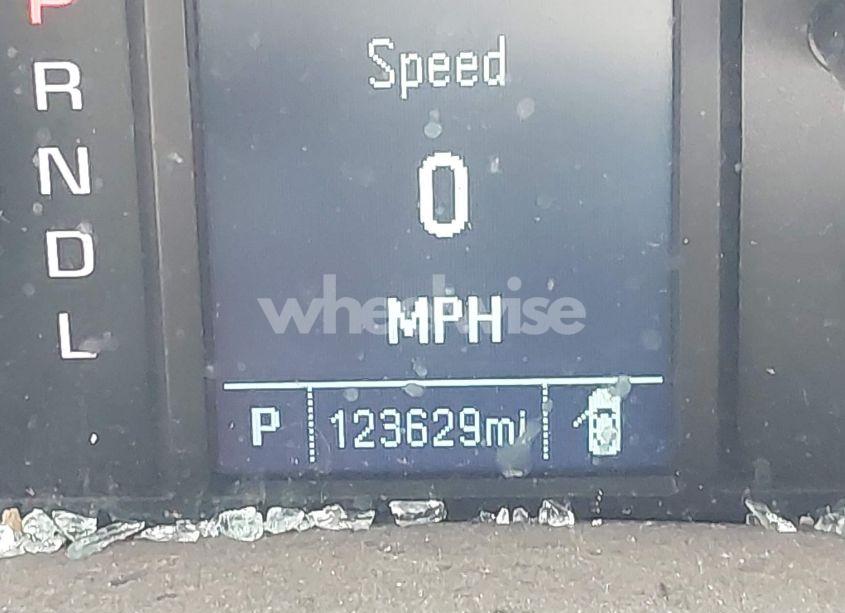 P
R
N
D
L
Speed
0
MPH
wheelwise
P 123629mi